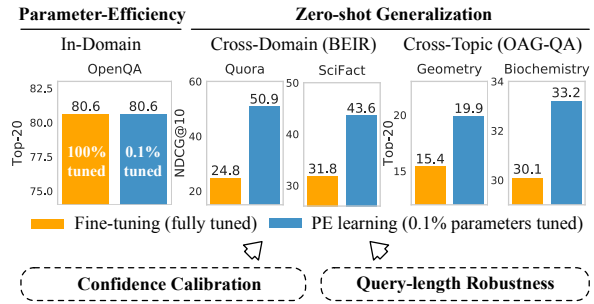 Parameter-Efficiency
Zero-shot Generalization
In-Domain
Cross-Domain (BEIR)
Cross-Topic (OAG-QA)
OpenQA
Quora
SciFact
Geometry
Biochemistry
Top-20
82.5
80.0
77.5
75.0
80.6
80.6
100%
tuned
0.1%
tuned
NDCG@10
60
40
20
24.8
50.9
50
40
30
31.8
43.6
Top-20
20
15
15.4
19.9
34
32
30
30.1
33.2
Fine-tuning (fully tuned)
PE learning (0.1% parameters tuned)
Confidence Calibration
Query-length Robustness